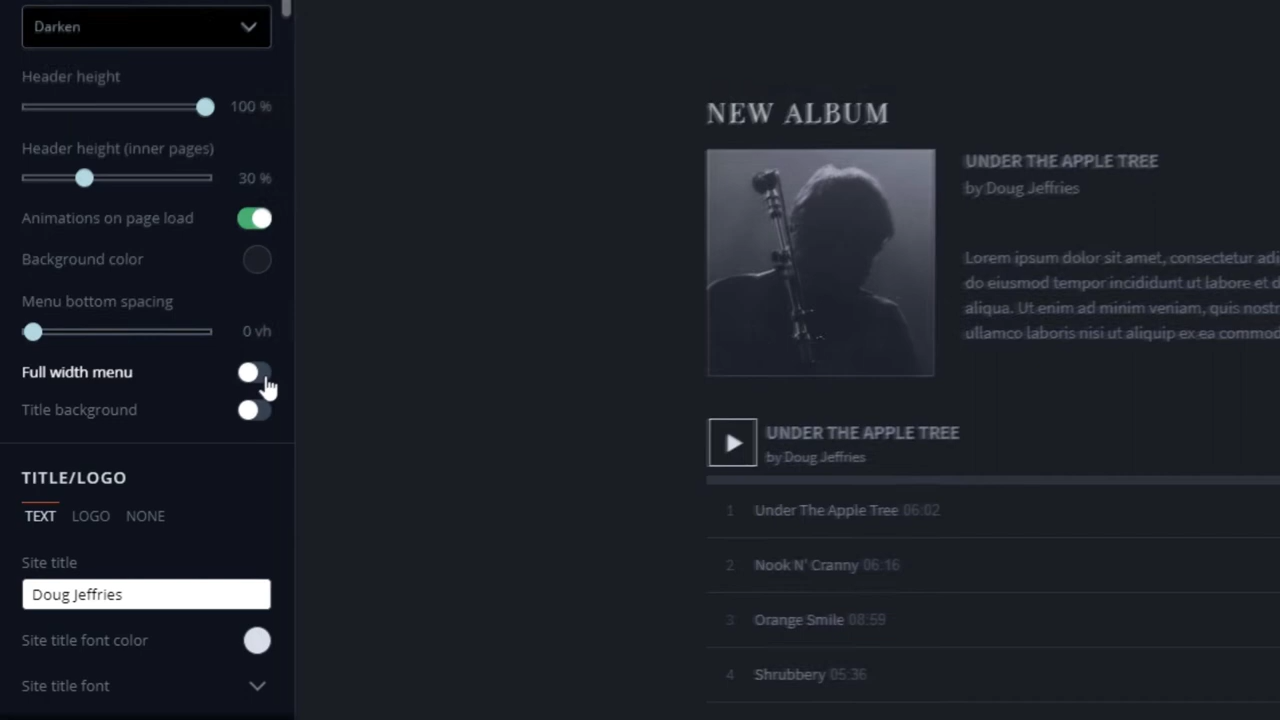 Darken
Header height
100 %
Header height (inner pages)
30 %
Animations on page load
Background color
Menu bottom spacing
0 vh
Full width menu
Title background
TITLE/LOGO
TEXT LOGO NONE
Site title
Doug Jeffries
Site title font color
Site title font
NEW ALBUM
UNDER THE APPLE TREE
by Doug Jeffries
Lorem ipsum dolor sit amet, consectetur adi
do eiusmod tempor incididunt ut labore et d
aliqua. Ut enim ad minim veniam, quis nostr
ullamco laboris nisi ut aliquip ex ea commod
UNDER THE APPLE TREE
by Doug Jeffries
1 Under The Apple Tree 06:02
2 Nook N' Cranny 06:16
3 Orange Smile 08:59
4 Shrubbery 05:36